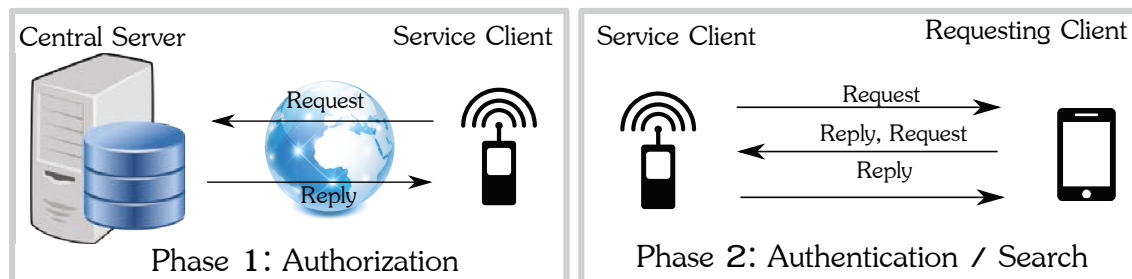 Central Server
Service Client
Request
Reply
Phase 1: Authorization
Service Client
Requesting Client
Request
Reply, Request
Reply
Phase 2: Authentication / Search